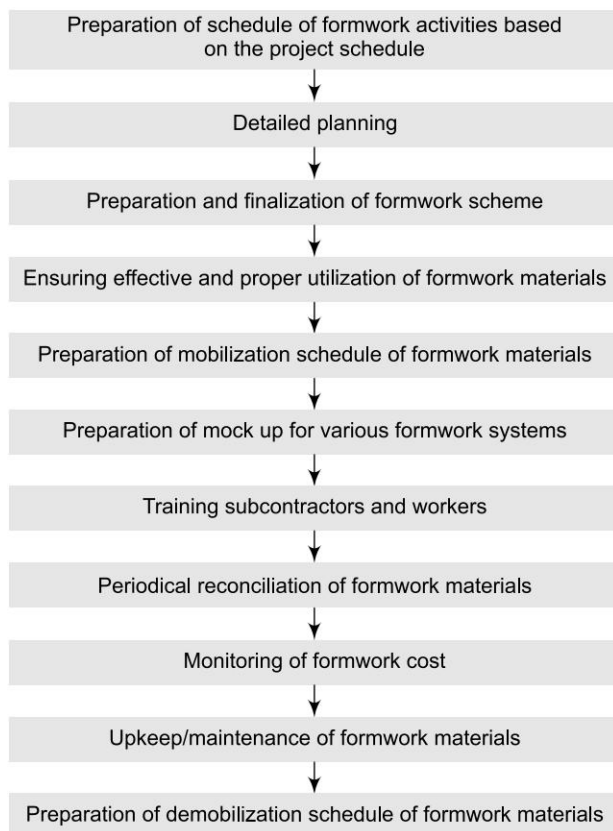 Preparation of schedule of formwork activities based
on the project schedule
Detailed planning
Preparation and finalization of formwork scheme
Ensuring effective and proper utilization of formwork materials
Preparation of mobilization schedule of formwork materials
Preparation of mock up for various formwork systems
Training subcontractors and workers
Periodical reconciliation of formwork materials
Monitoring of formwork cost
Upkeep/maintenance of formwork materials
Preparation of demobilization schedule of formwork materials